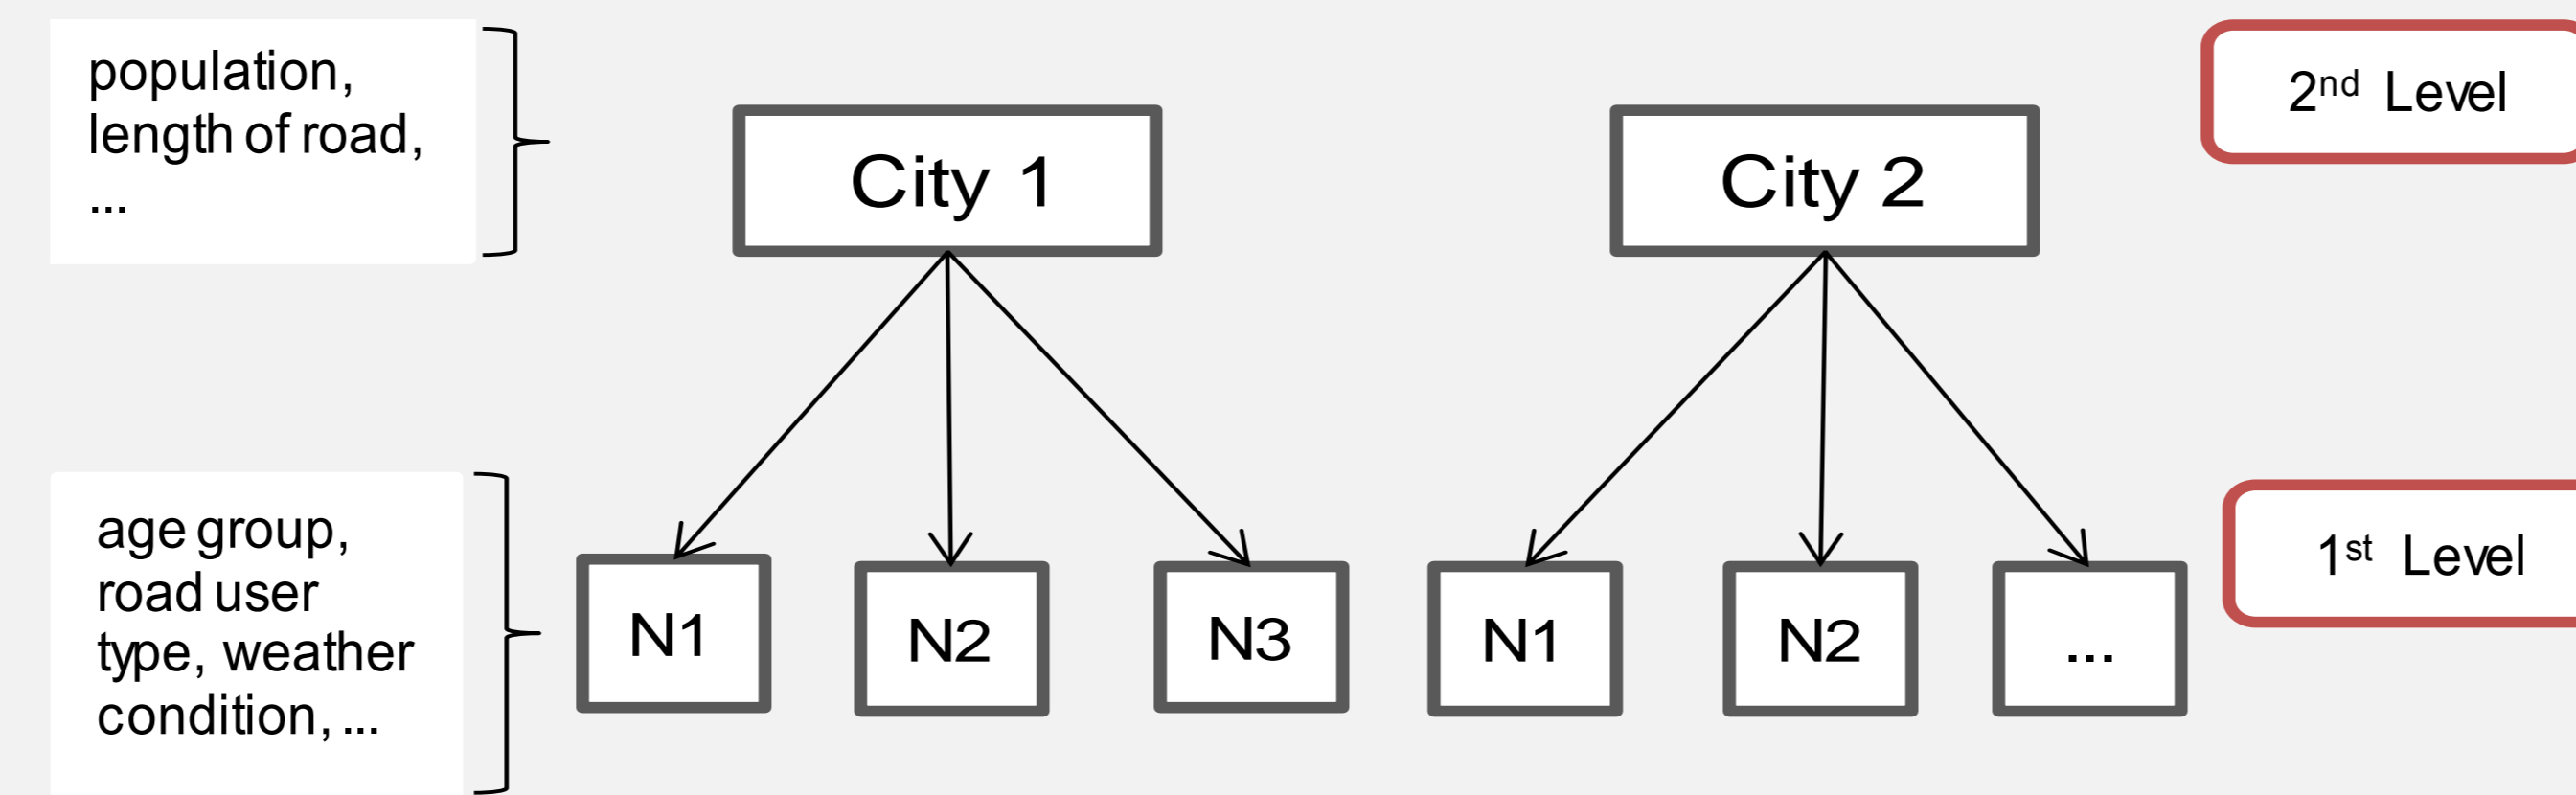 population,
length of road,
...
City 1
City 2
2nd Level
age group,
road user
type, weather
condition, ...
N1
N2
N3
N1
N2
...
1st Level